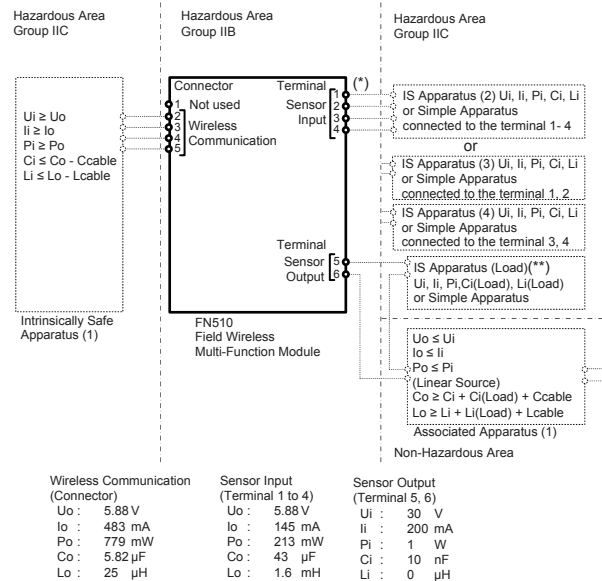 Hazardous Area
Group IIC
Hazardous Area
Group IIB
Hazardous Area
Group IIC
Ui ≥ Uo
Ii ≥ Io
Pi ≥ Po
Ci ≤ Co - Ccable
Li ≤ Lo - Lcable
Intrinsically Safe
Apparatus (1)
Connector
1 Not used
2
3 Wireless
4 Communication
5
Terminal (*)
Sensor
Input
1
2
3
4
Terminal
Sensor 5
Output 6
FN510
Field Wireless
Multi-Function Module
IS Apparatus (2) Ui, Ii, Pi, Ci, Li
or Simple Apparatus
connected to the terminal 1- 4
or
IS Apparatus (3) Ui, Ii, Pi, Ci, Li
or Simple Apparatus
connected to the terminal 1, 2
IS Apparatus (4) Ui, Ii, Pi, Ci, Li
or Simple Apparatus
connected to the terminal 3, 4
IS Apparatus (Load)(**)
Ui, Ii, Pi,Ci(Load), Li(Load)
or Simple Apparatus
Uo ≤ Ui
Io ≤ Ii
Po ≤ Pi
(Linear Source)
Co ≥ Ci + Ci(Load) + Ccable
Lo ≥ Li + Li(Load) + Lcable
Associated Apparatus (1)
Non-Hazardous Area
Wireless Communication
(Connector)
Uo : 5.88 V
Io : 483 mA
Po : 779 mW
Co : 5.82 µF
Lo : 25 µH
Sensor Input
(Terminal 1 to 4)
Uo : 5.88 V
Io : 145 mA
Po : 213 mW
Co : 43 µF
Lo : 1.6 mH
Sensor Output
(Terminal 5, 6)
Ui : 30 V
Ii : 200 mA
Pi : 1 W
Ci : 10 nF
Li : 0 µH